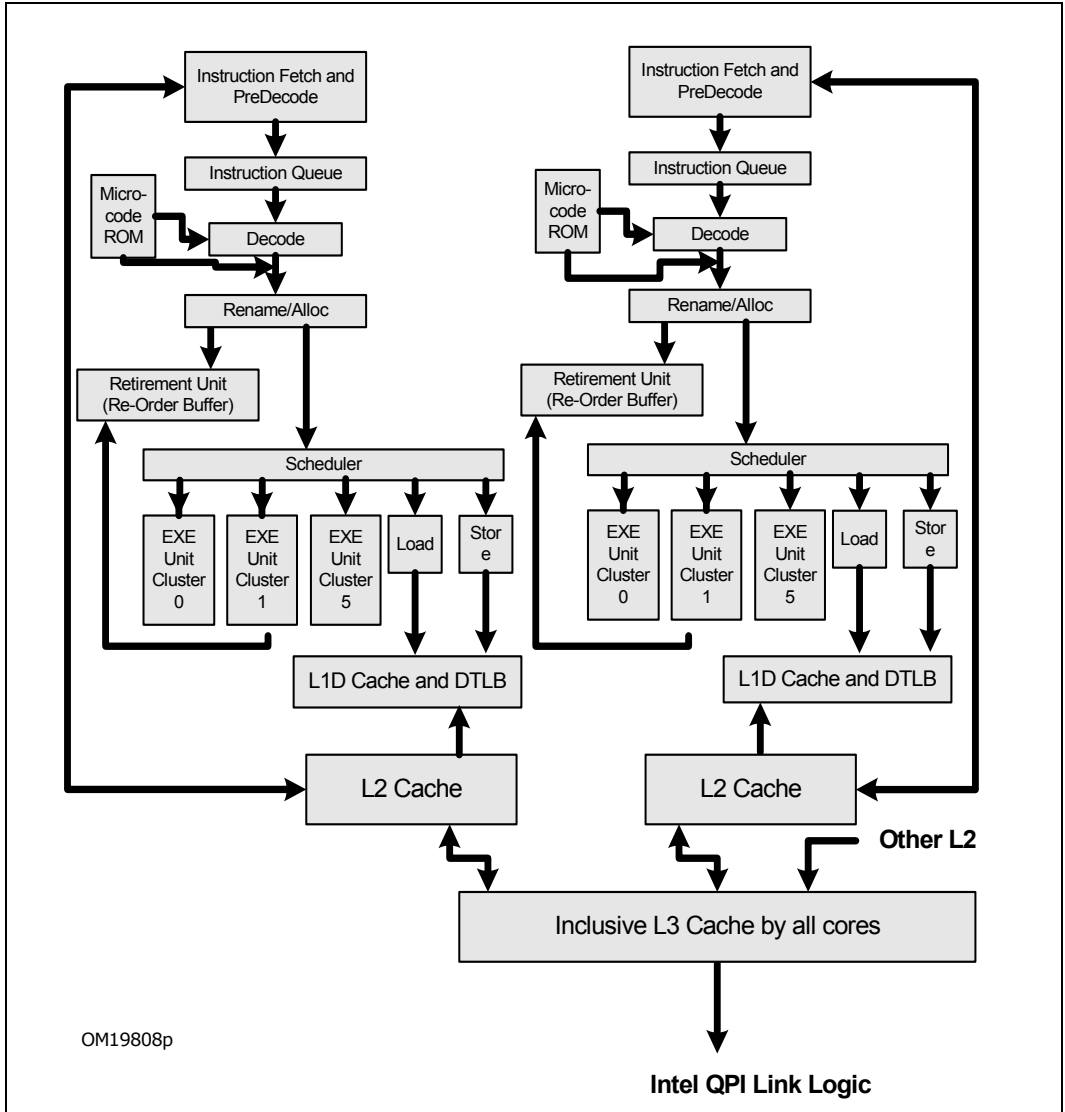 Instruction Fetch and
PreDecode
Instruction Queue
Micro-
code
ROM
Decode
Rename/Alloc
Retirement Unit
(Re-Order Buffer)
Scheduler
EXE
Unit
Cluster
0
EXE
Unit
Cluster
1
EXE
Unit
Cluster
5
Load
Stor
e
L1D Cache and DTLB
L2 Cache
Instruction Fetch and
PreDecode
Instruction Queue
Micro-
code
ROM
Decode
Rename/Alloc
Retirement Unit
(Re-Order Buffer)
Scheduler
EXE
Unit
Cluster
0
EXE
Unit
Cluster
1
EXE
Unit
Cluster
5
Load
Stor
e
L1D Cache and DTLB
L2 Cache
Other L2
Inclusive L3 Cache by all cores
OM19808p
Intel QPI Link Logic